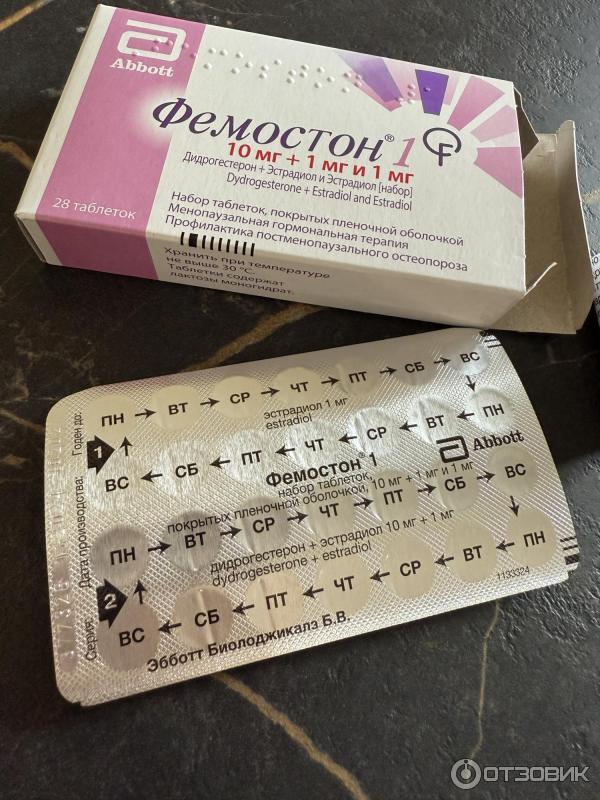 Abbott
Фемостон® 1
10 мг + 1 мг и 1 мг
Дидрогестерон + Эстрадиол и Эстрадиол [набор]
Dydrogesterone + Estradiol and Estradiol
28 таблеток
Набор таблеток, покрытых пленочной оболочкой
Менопаузальная гормональная терапия
Профилактика постменопаузального остеопороза
Хранить при температуре
не выше 30 °C.
Таблетки содержат
лактозы моногидрат.
Годен до:
Дата производства:
Серия:
1
ПН → ВТ → СР → ЧТ → ПТ → СБ → ВС
эстрадиол 1 мг
estradiol
ВС ← СБ ← ПТ ← ЧТ ← СР ← ВТ ← ПН
Abbott
Фемостон® 1
набор таблеток,
покрытых пленочной оболочкой, 10 мг + 1 мг и 1 мг
2
ПН → ВТ → СР → ЧТ → ПТ → СБ → ВС
дидрогестерон + эстрадиол 10 мг + 1 мг
dydrogesterone + estradiol
ВС ← СБ ← ПТ ← ЧТ ← СР ← ВТ ← ПН
1133324
Эбботт Биолоджикалз Б.В.
ОТЗОВИК